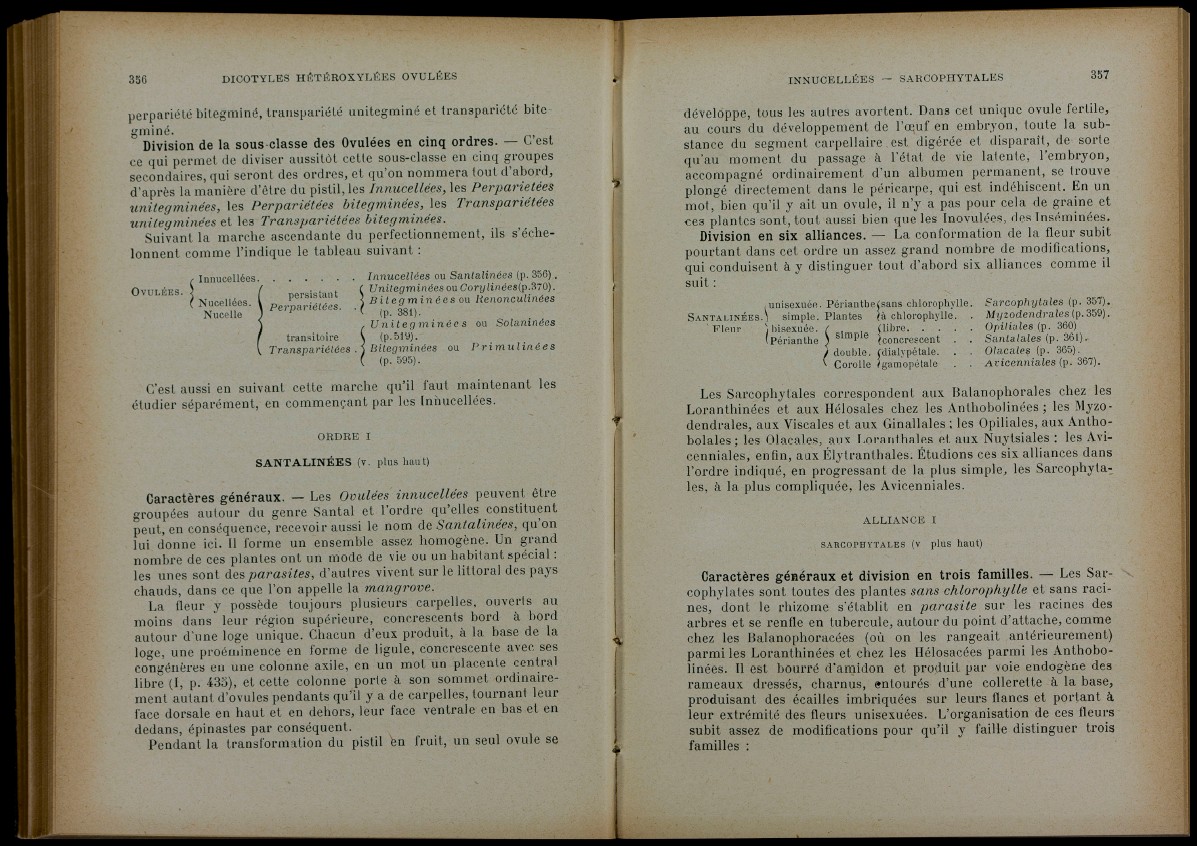 356 DICOTYLES HÉTÉROXYLÉES OVULÉES
perpariété bitegminé, transpariété unitegminé et transpariété bite-
gminé.
Division de la sous-classe des Ovulées en cinq ordres. — C'est
ce qui permet de diviser aussitôt cette sous-classe en cinq groupes
secondaires, qui seront des ordres, et qu'on nommera tout d'abord,
d'après la manière d'être du pistil, les Innucellées, les Perparietées
unitegminées, les Perpariétées bitegminées, les Transpariétées
unitegminées et les Transpariétées bitegminées.
Suivant la marche ascendante du perfectionnement, ils s'éche-
lonnent comme l'indique le tableau suivant :
Innucellées. . . . . . . Innucellées ou Santalinées (p. 356).
OVULÉES. persistant Unitegminées ou Corylinées (p.370).
Nucellées. Perpariétées. . Bitegminées ou Renonculinées
Nucelle (p. 381).
Unitegminées ou Solaninées
transitoire (p. 519).
Transpariétées . Bitegminées ou Primulinées
(p. 595).
C'est aussi en suivant cette marche qu'il faut maintenant les
étudier séparément, en commençant par les Innucellées.
ORDRE I
SANTALINÉES (v. plus haut)
Caractères généraux. — Les Ovulées innucellées peuvent être
groupées autour du genre Santal et l'ordre qu'elles constituent
peut, en conséquence, recevoir aussi le nom de Santalinées, qu'on
lui donne ici. Il forme un ensemble assez homogène. Un grand
nombre de ces plantes ont un mode de vie ou un habitant spécial :
les unes sont des parasites, d'autres vivent sur le littoral des pays
chauds, dans ce que l'on appelle la mangrove.
La fleur y possède toujours plusieurs carpelles, ouverts au
moins dans leur région supérieure, concrescents bord à bord
autour d'une loge unique. Chacun d'eux produit, à la base de la
loge, une proéminence en forme de ligule, concrescente avec ses
congénères en une colonne axile, en un mot un placente central
libre (I, p. 435), et cette colonne porte à son sommet ordinaire-
ment autant d'ovules pendants qu'il y a de carpelles, tournant leur
face dorsale en haut et en dehors, leur face ventrale en bas et en
dedans, épinastes par conséquent.
Pendant la transformation du pistil en fruit, un seul ovule se
INNUCELLÉES — SARCOPHYTALES 357
développe, tous les autres avortent. Dans cet unique ovule fertile,
au cours du développement de l'œuf en embryon, toute la sub-
stance du segment carpellaire est digérée et disparaît, de sorte
qu'au moment du passage à l'état de vie latente, l'embryon,
accompagné ordinairement d'un albumen permanent, se trouve
plongé directement dans le péricarpe, qui est indéhiscent. En un
mot, bien qu'il y ait un ovule, il n'y a pas pour cela de graine et
ces plantes sont, tout aussi bien que les Inovulées, des Inséminées.
Division en six alliances. — La conformation de la fleur subit
pourtant dans cet ordre un assez grand nombre de modifications,
qui conduisent à y distinguer tout d'abord six alliances comme il
suit :
unisexuée. Périanthe sans chlorophylle. Sarcophytales (p. 357).
SANTALINÉES. simple. Plantes à chlorophylle. . Myzodendrales (p. 359).
Fleur bisexuée. simple libre. . . . . Opiliales (p. 360)
Périanthe concrescent . . Santalales (p. 361).
double. dialypétale. . . Olacales (p. 365).
Corolle gamopétale . . Avicenniales (p. 367).
Les Sarcophytales correspondent aux Balanophorales chez les
Loranthinées et aux Hélosales chez les Anthobolinées ; les Myzo-
dendrales, aux Viscales et aux Ginallales ; les Opiliales, aux Antho-
bolales ; les Olacales, aux Loranthales et aux Nuytsiales : les Avi-
cenniales, enfin, aux Élytranthales. Étudions ces six alliances dans
l'ordre indiqué, en progressant de la plus simple, les Sarcophyta-
les, à la plus compliquée, les Avicenniales.
ALLIANCE I
SARCOPHYTALES (v plus haut)
Caractères généraux et division en trois familles. — Les Sar-
cophylates sont toutes des plantes sans chlorophylle et sans raci-
nes, dont le rhizome s'établit en parasite sur les racines des
arbres et se renfle en tubercule, autour du point d'attache, comme
chez les Balanophoracées (où on les rangeait antérieurement)
parmi les Loranthinées et chez les Hélosacées parmi les Anthobo-
linées. Il est bourré d'amidon et produit par voie endogène des
rameaux dressés, charnus, entourés d'une collerette à la base,
produisant des écailles imbriquées sur leurs flancs et portant à
leur extrémité des fleurs unisexuées. L'organisation de ces fleurs
subit assez de modifications pour qu'il y faille distinguer trois
familles :